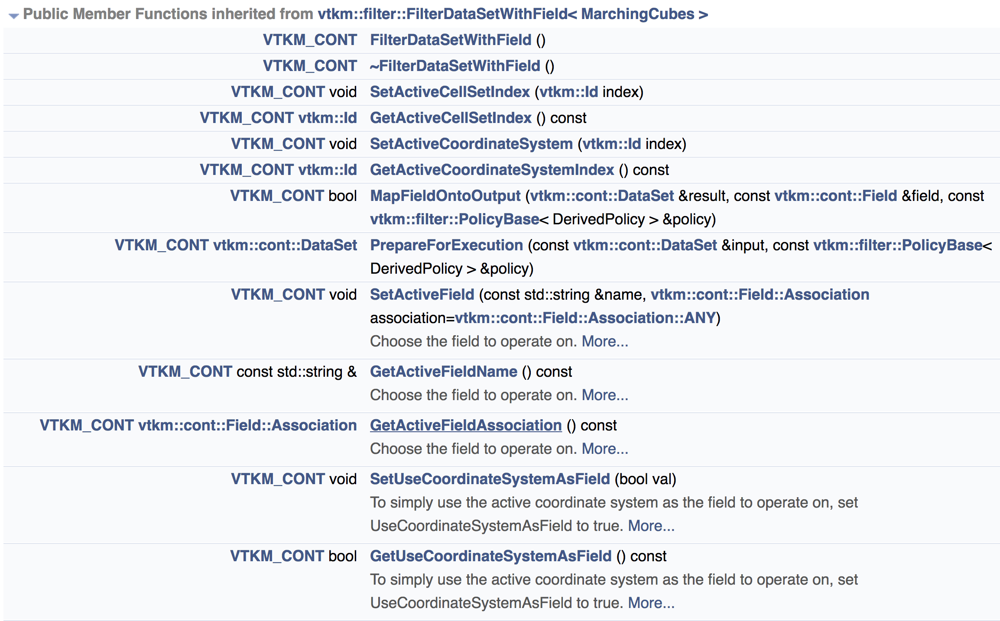 Public Member Functions inherited from vtkm::filter::FilterDataSetWithField< MarchingCubes >
VTKM_CONT FilterDataSetWithField ()
VTKM_CONT ~FilterDataSetWithField ()
VTKM_CONT void SetActiveCellSetIndex (vtkm::Id index)
VTKM_CONT vtkm::Id GetActiveCellSetIndex () const
VTKM_CONT void SetActiveCoordinateSystem (vtkm::Id index)
VTKM_CONT vtkm::Id GetActiveCoordinateSystemIndex () const
VTKM_CONT bool MapFieldOntoOutput (vtkm::cont::DataSet &result, const vtkm::cont::Field &field, const
vtkm::filter::PolicyBase< DerivedPolicy > &policy)
VTKM_CONT vtkm::cont::DataSet PrepareForExecution (const vtkm::cont::DataSet &input, const vtkm::filter::PolicyBase<
DerivedPolicy > &policy)
VTKM_CONT void SetActiveField (const std::string &name, vtkm::cont::Field::Association
association=vtkm::cont::Field::Association::ANY)
Choose the field to operate on. More...
VTKM_CONT const std::string & GetActiveFieldName () const
Choose the field to operate on. More...
VTKM_CONT vtkm::cont::Field::Association GetActiveFieldAssociation () const
Choose the field to operate on. More...
VTKM_CONT void SetUseCoordinateSystemAsField (bool val)
To simply use the active coordinate system as the field to operate on, set
UseCoordinateSystemAsField to true. More...
VTKM_CONT bool GetUseCoordinateSystemAsField () const
To simply use the active coordinate system as the field to operate on, set
UseCoordinateSystemAsField to true. More...